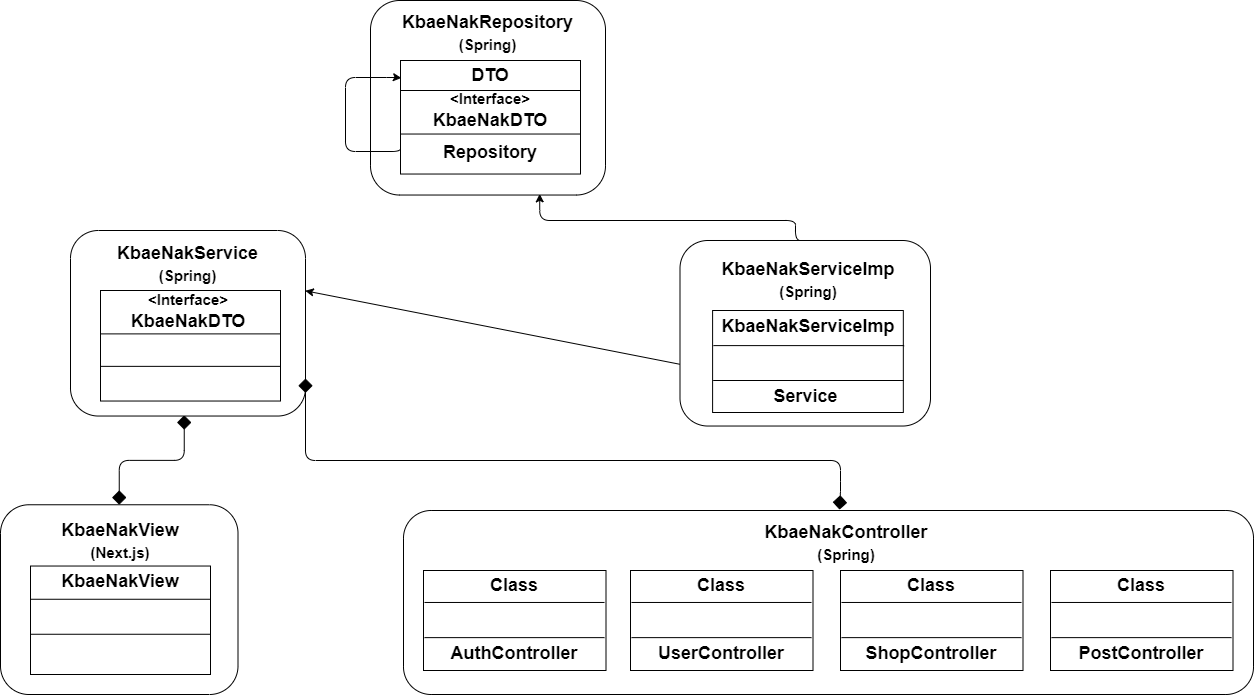 KbaeNakRepository
(Spring)
DTO
<Interface>
KbaeNakDTO
Repository
KbaeNakService
(Spring)
<Interface>
KbaeNakDTO
KbaeNakServiceImp
(Spring)
KbaeNakServiceImp
Service
KbaeNakView
(Next.js)
KbaeNakView
KbaeNakController
(Spring)
Class
AuthController
Class
UserController
Class
ShopController
Class
PostController